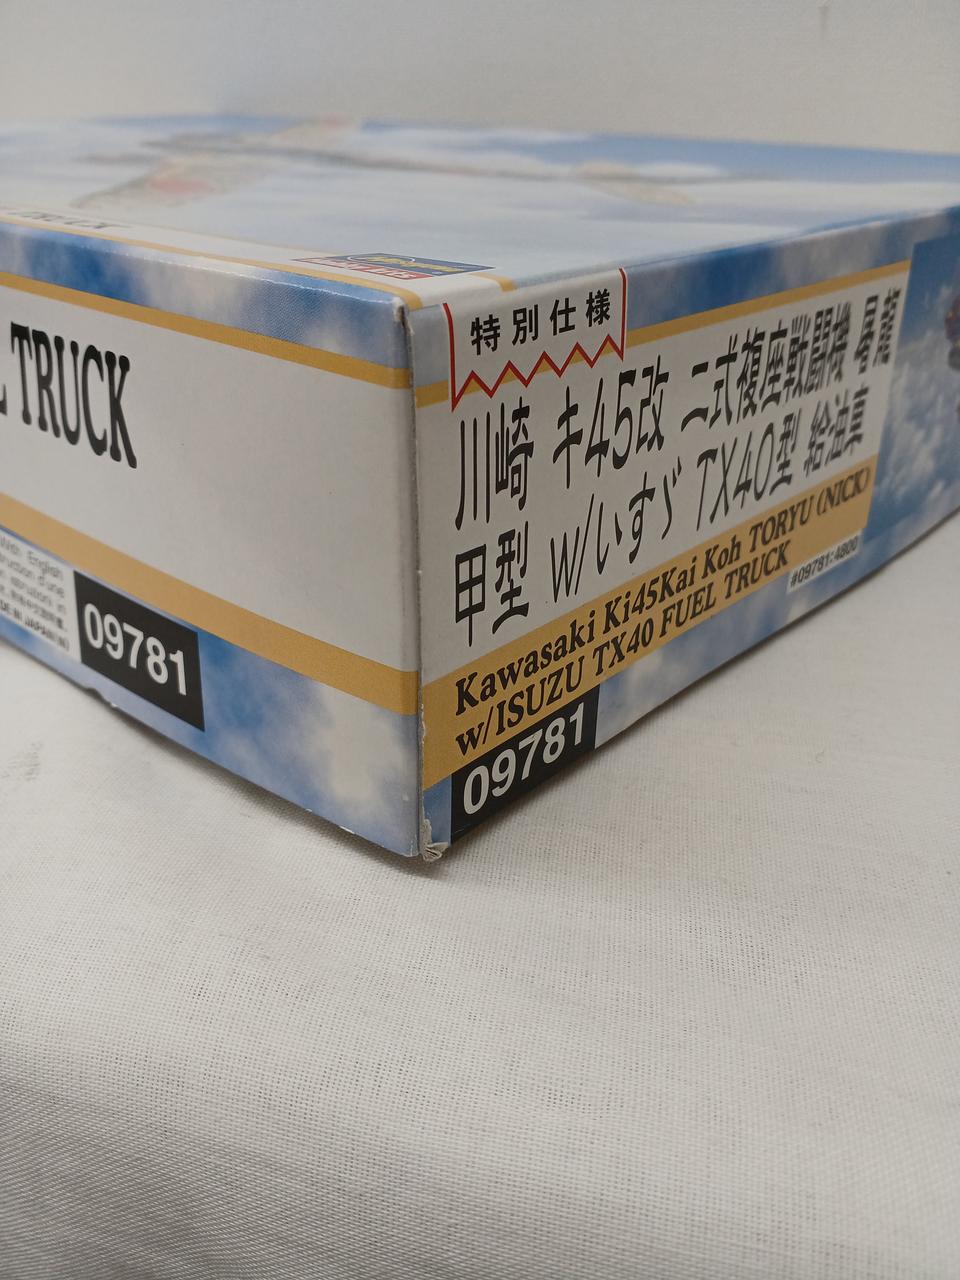 TRUCK
With English
09781
特別仕様
川崎 キ45改 二式複座戦闘機 屠龍
甲型 w/いすゞ TX40型 給油車
Kawasaki Ki45Kai Koh TORYU (NICK)
w/ISUZU TX40 FUEL TRUCK
#09781:4800
09781